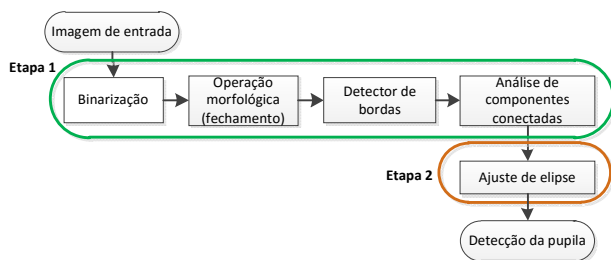 Imagem de entrada
Etapa 1
Binarização
Operação
morfológica
(fechamento)
Detector de
bordas
Análise de
componentes
conectadas
Etapa 2
Ajuste de elipse
Detecção da pupila